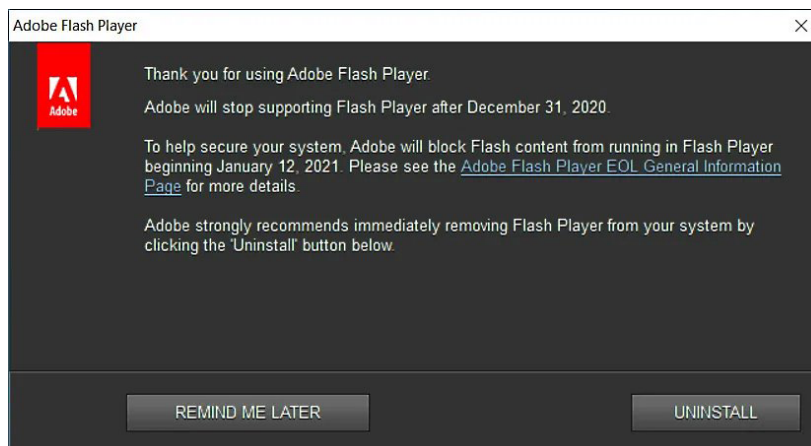 Adobe Flash Player
Adobe
Thank you for using Adobe Flash Player.
Adobe will stop supporting Flash Player after December 31, 2020.
To help secure your system, Adobe will block Flash content from running in Flash Player
beginning January 12, 2021. Please see the Adobe Flash Player EOL General Information
Page for more details.
Adobe strongly recommends immediately removing Flash Player from your system by
clicking the 'Uninstall' button below.
REMIND ME LATER
UNINSTALL